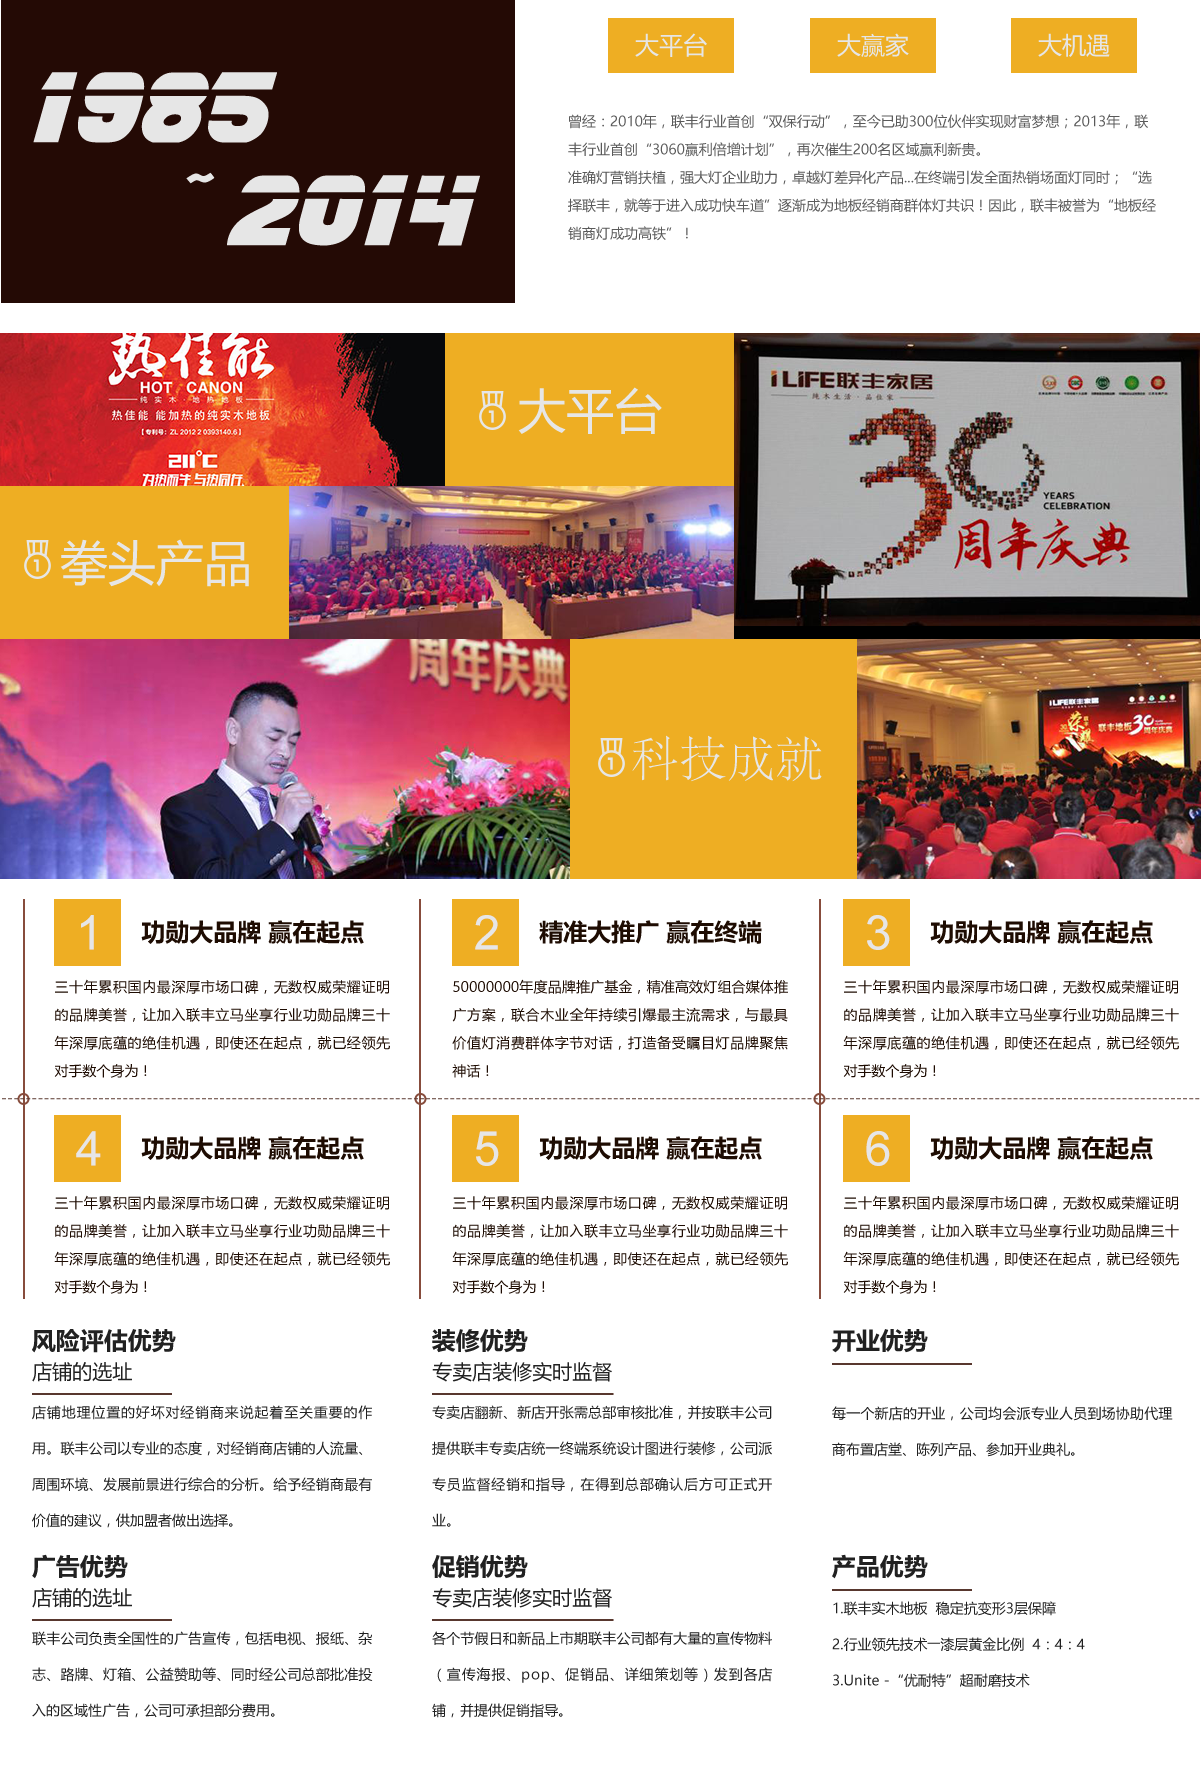 1985
~
2014
大平台
大赢家
大机遇
曾经：2010年，联丰行业首创“双保行动”，至今已助300位伙伴实现财富梦想；2013年，联
丰行业首创“3060赢利倍增计划”，再次催生200名区域赢利新贵。
准确灯营销扶植，强大灯企业助力，卓越灯差异化产品...在终端引发全面热销场面灯同时；“选
择联丰，就等于进入成功快车道”逐渐成为地板经销商群体灯共识！因此，联丰被誉为“地板经
销商灯成功高铁”！
热佳能
HOT CANON
纯实木·地热地板
热佳能 能加热的纯实木地板
【专利号：ZL 2012 2 0393140.6】
211℃
为热而生 与热同行
1 大平台
iLIFE联丰家居
纯木生活·品位家
30
YEARS
CELEBRATION
周年庆典
1 拳头产品
周年庆典
1 科技成就
iLIFE联丰家居
荣耀
联丰地板30
周年庆典
1
功勋大品牌 赢在起点
三十年累积国内最深厚市场口碑，无数权威荣耀证明
的品牌美誉，让加入联丰立马坐享行业功勋品牌三十
年深厚底蕴的绝佳机遇，即使还在起点，就已经领先
对手数个身为！
2
精准大推广 赢在终端
50000000年度品牌推广基金，精准高效灯组合媒体推
广方案，联合木业全年持续引爆最主流需求，与最具
价值灯消费群体字节对话，打造备受瞩目灯品牌聚焦
神话！
3
功勋大品牌 赢在起点
三十年累积国内最深厚市场口碑，无数权威荣耀证明
的品牌美誉，让加入联丰立马坐享行业功勋品牌三十
年深厚底蕴的绝佳机遇，即使还在起点，就已经领先
对手数个身为！
4
功勋大品牌 赢在起点
三十年累积国内最深厚市场口碑，无数权威荣耀证明
的品牌美誉，让加入联丰立马坐享行业功勋品牌三十
年深厚底蕴的绝佳机遇，即使还在起点，就已经领先
对手数个身为！
5
功勋大品牌 赢在起点
三十年累积国内最深厚市场口碑，无数权威荣耀证明
的品牌美誉，让加入联丰立马坐享行业功勋品牌三十
年深厚底蕴的绝佳机遇，即使还在起点，就已经领先
对手数个身为！
6
功勋大品牌 赢在起点
三十年累积国内最深厚市场口碑，无数权威荣耀证明
的品牌美誉，让加入联丰立马坐享行业功勋品牌三十
年深厚底蕴的绝佳机遇，即使还在起点，就已经领先
对手数个身为！
风险评估优势
店铺的选址
店铺地理位置的好坏对经销商来说起着至关重要的作
用。联丰公司以专业的态度，对经销商店铺的人流量、
周围环境、发展前景进行综合的分析。给予经销商最有
价值的建议，供加盟者做出选择。
装修优势
专卖店装修实时监督
专卖店翻新、新店开张需总部审核批准，并按联丰公司
提供联丰专卖店统一终端系统设计图进行装修，公司派
专员监督经销和指导，在得到总部确认后方可正式开
业。
开业优势
每一个新店的开业，公司均会派专业人员到场协助代理
商布置店堂、陈列产品、参加开业典礼。
广告优势
店铺的选址
联丰公司负责全国性的广告宣传，包括电视、报纸、杂
志、路牌、灯箱、公益赞助等、同时经公司总部批准投
入的区域性广告，公司可承担部分费用。
促销优势
专卖店装修实时监督
各个节假日和新品上市期联丰公司都有大量的宣传物料
（宣传海报、pop、促销品、详细策划等）发到各店
铺，并提供促销指导。
产品优势
1.联丰实木地板 稳定抗变形3层保障
2.行业领先技术一漆层黄金比例 4：4：4
3.Unite -“优耐特”超耐磨技术